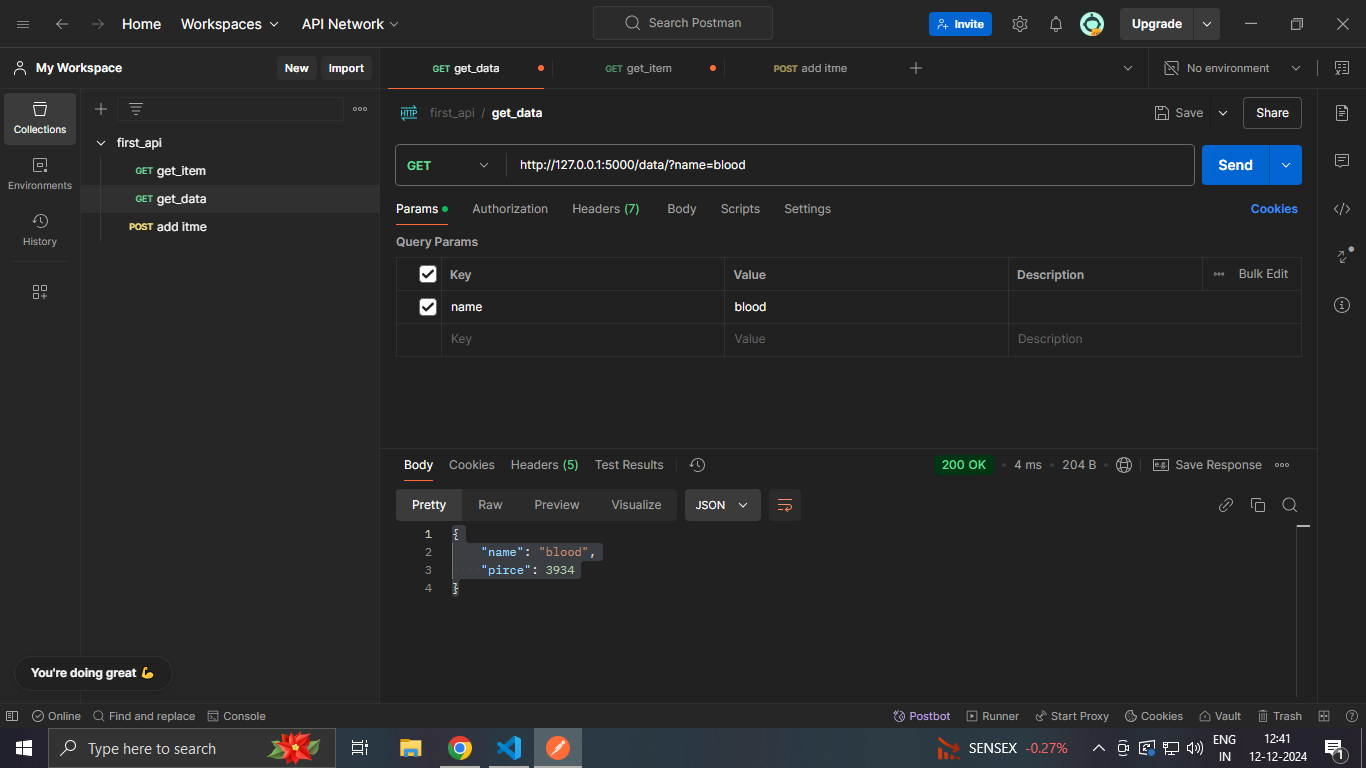 Home Workspaces API Network Search Postman Invite Upgrade
My Workspace New Import GET get_data GET get_item POST add itme No environment
Collections
Environments
History
first_api
GET get_item
GET get_data
POST add itme
HTTP first_api / get_data Save Share
GET http://127.0.0.1:5000/data/?name=blood Send
Params Authorization Headers (7) Body Scripts Settings Cookies
Query Params
Key Value Description Bulk Edit
name blood
Key Value Description
Body Cookies Headers (5) Test Results 200 OK 4 ms 204 B e.g. Save Response
Pretty Raw Preview Visualize JSON
1 {
2 "name": "blood",
3 "pirce": 3934
4 }
You're doing great 💪
Online Find and replace Console Postbot Runner Start Proxy Cookies Vault Trash
Type here to search SENSEX -0.27% ENG IN 12:41 12-12-2024 1